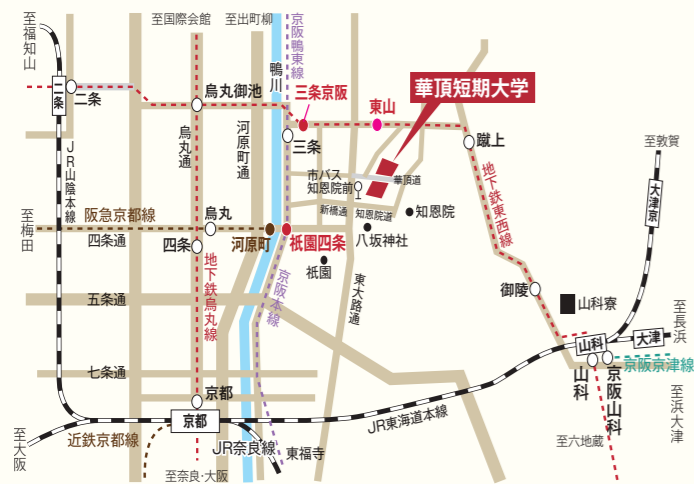 至福知山
至国際会館
至出町柳
京阪鴨東線
鴨川
二条
二条
烏丸御池
三条京阪
東山
華頂短期大学
蹴上
至敦賀
烏丸通
河原町通
三条
JR山陰本線
市バス
知恩院前
華頂道
新橋通
知恩院道
知恩院
地下鉄東西線
大津京
至梅田
阪急京都線
四条通
烏丸
四条
河原町
祇園四条
八坂神社
祇園
地下鉄烏丸線
京阪本線
東大路通
御陵
山科寮
五条通
至長浜
山科
大津
京阪京津線
七条通
山科
京阪山科
至浜大津
京都
京都
JR東海道本線
至六地蔵
至大阪
近鉄京都線
JR奈良線
東福寺
至奈良・大阪